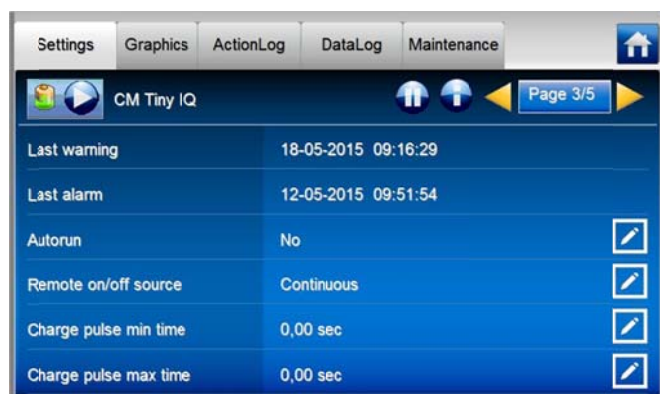 Settings Graphics ActionLog DataLog Maintenance
CM Tiny IQ Page 3/5
Last warning 18-05-2015 09:16:29
Last alarm 12-05-2015 09:51:54
Autorun No
Remote on/off source Continuous
Charge pulse min time 0,00 sec
Charge pulse max time 0,00 sec